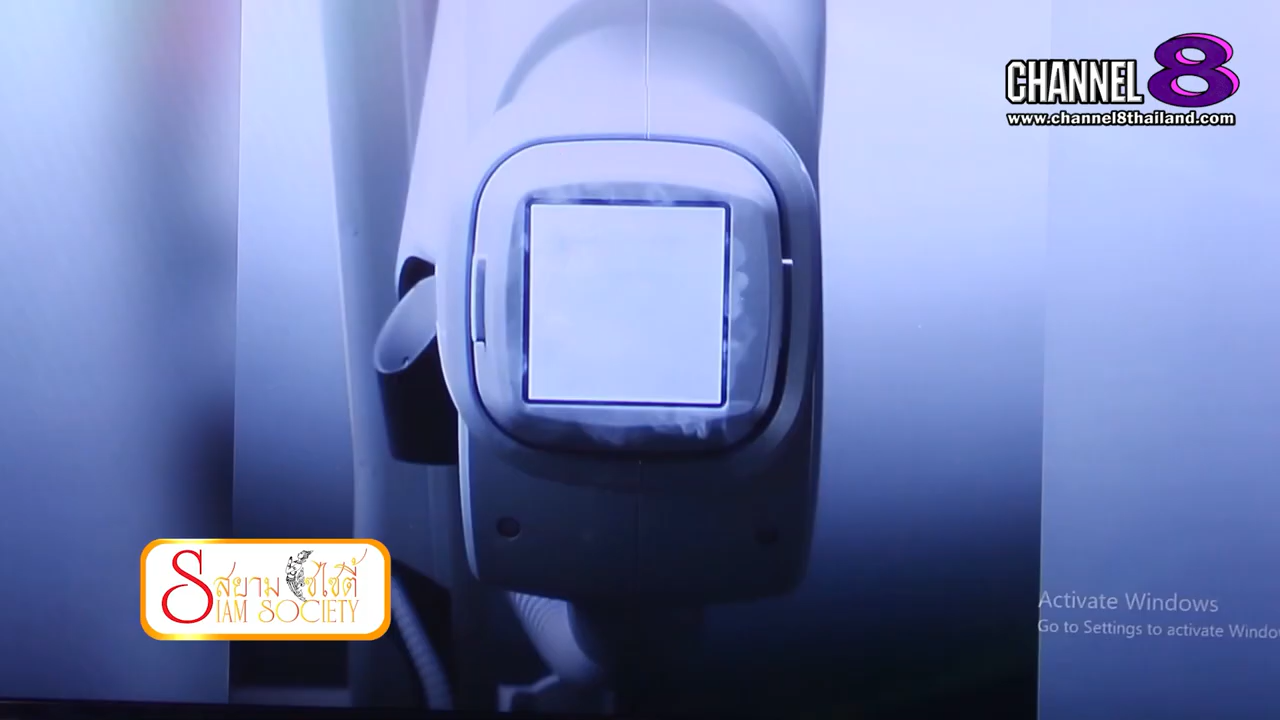 CHANNEL 8
www.channel8thailand.com
สยามโซไซตี้
SIAM SOCIETY
Activate Windows
Go to Settings to activate Windo